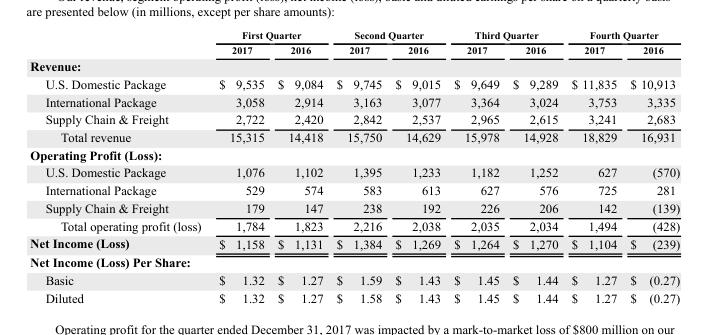 are presented below (in millions, except per share amounts):
First Quarter Second Quarter Third Quarter Fourth Quarter
2017 2016 2017 2016 2017 2016 2017 2016
Revenue:
U.S. Domestic Package $ 9,535 $ 9,084 $ 9,745 $ 9,015 $ 9,649 $ 9,289 $ 11,835 $ 10,913
International Package 3,058 2,914 3,163 3,077 3,364 3,024 3,753 3,335
Supply Chain & Freight 2,722 2,420 2,842 2,537 2,965 2,615 3,241 2,683
Total revenue 15,315 14,418 15,750 14,629 15,978 14,928 18,829 16,931
Operating Profit (Loss):
U.S. Domestic Package 1,076 1,102 1,395 1,233 1,182 1,252 627 (570)
International Package 529 574 583 613 627 576 725 281
Supply Chain & Freight 179 147 238 192 226 206 142 (139)
Total operating profit (loss) 1,784 1,823 2,216 2,038 2,035 2,034 1,494 (428)
Net Income (Loss) $ 1,158 $ 1,131 $ 1,384 $ 1,269 $ 1,264 $ 1,270 $ 1,104 $ (239)
Net Income (Loss) Per Share:
Basic $ 1.32 $ 1.27 $ 1.59 $ 1.43 $ 1.45 $ 1.44 $ 1.27 $ (0.27)
Diluted $ 1.32 $ 1.27 $ 1.58 $ 1.43 $ 1.45 $ 1.44 $ 1.27 $ (0.27)
Operating profit for the quarter ended December 31, 2017 was impacted by a mark-to-market loss of $800 million on our